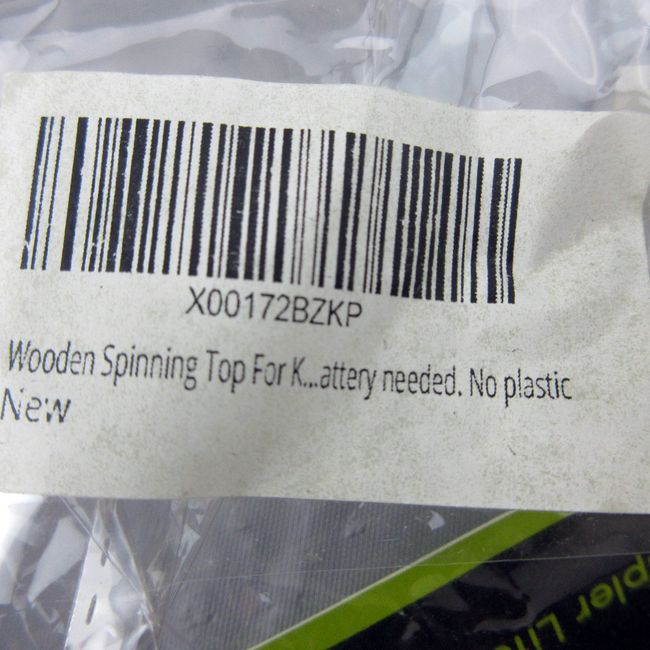 X00172BZKP
Wooden Spinning Top For K...attery needed. No plastic
New